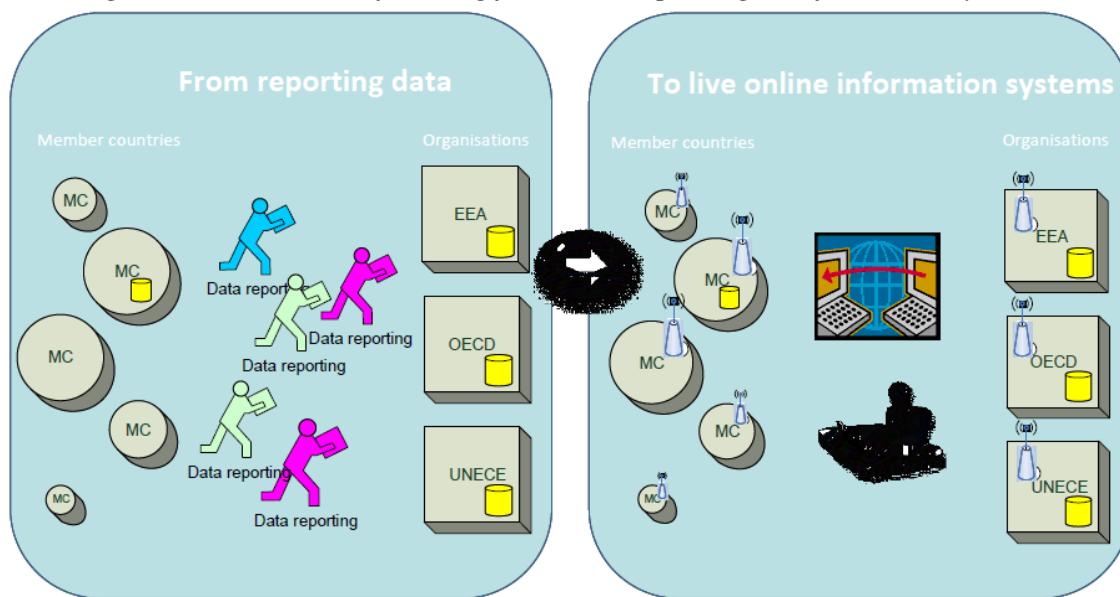 From reporting data
Member countries
Organisations
MC
MC
MC
MC
MC
Data report
Data reporting
Data reporting
Data reporting
Data reporting
EEA
OECD
UNECE
To live online information systems
Member countries
Organisations
MC
MC
MC
MC
MC
EEA
OECD
UNECE